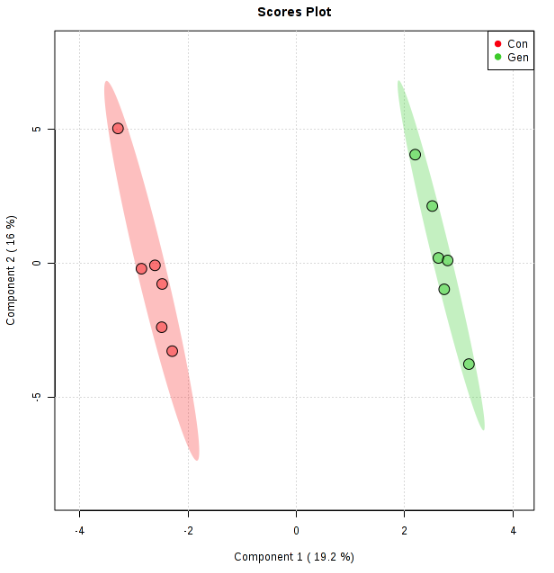 Scores Plot
Con
Gen
5
0
-5
Component 2 ( 16 %)
-4
-2
0
2
4
Component 1 ( 19.2 %)